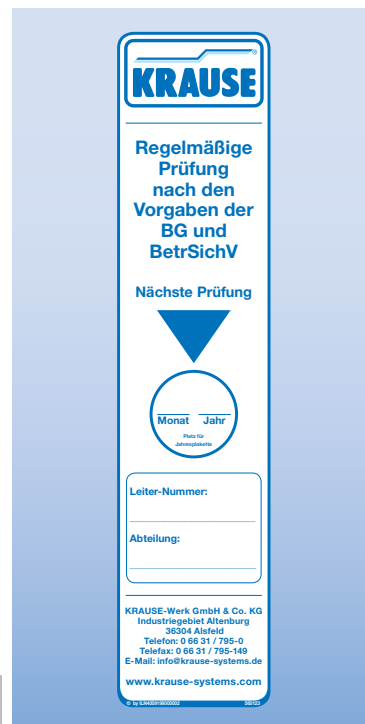 KRAUSE
®
Regelmäßige
Prüfung
nach den
Vorgaben der
BG und
BetrSichV
Nächste Prüfung
Monat Jahr
Platz für
Jahresplakette
Leiter-Nummer:
Abteilung:
KRAUSE-Werk GmbH & Co. KG
Industriegebiet Altenburg
36304 Alsfeld
Telefon: 0 66 31 / 795-0
Telefax: 0 66 31 / 795-149
E-Mail: info@krause-systems.de
www.krause-systems.com
© by